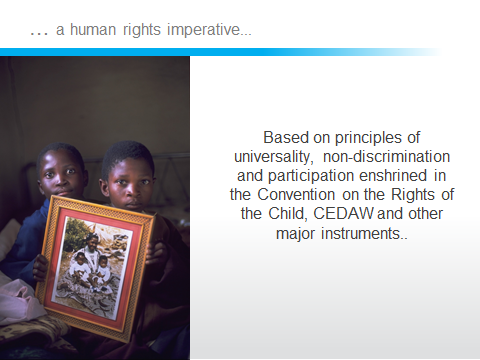 ... a human rights imperative...
Based on principles of
universality, non-discrimination
and participation enshrined in
the Convention on the Rights of
the Child, CEDAW and other
major instruments..